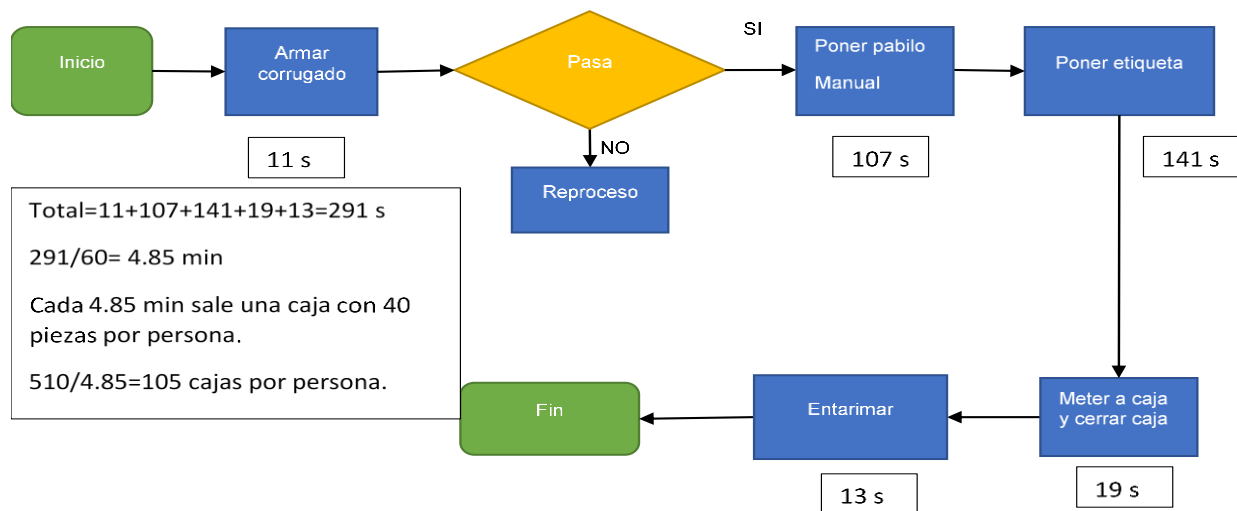 Inicio
Armar
corrugado
11 s
Pasa
SI
NO
Reproceso
Poner pabilo
Manual
107 s
Poner etiqueta
141 s
Total=11+107+141+19+13=291 s
291/60= 4.85 min
Cada 4.85 min sale una caja con 40
piezas por persona.
510/4.85=105 cajas por persona.
Meter a caja
y cerrar caja
19 s
Entarimar
13 s
Fin